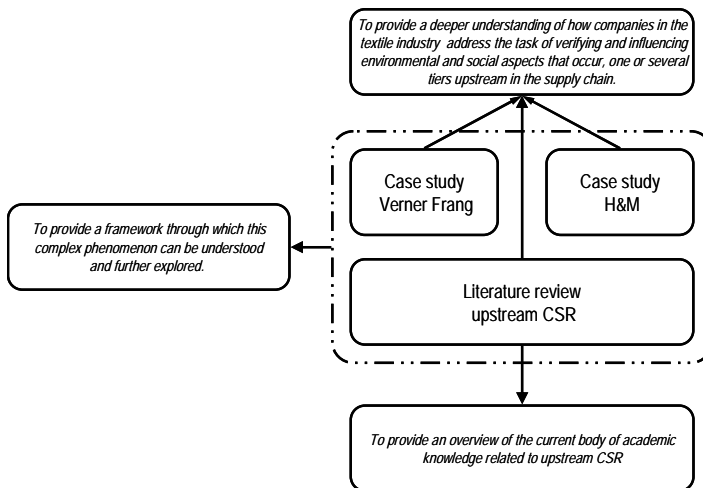 To provide a deeper understanding of how companies in the
textile industry address the task of verifying and influencing
environmental and social aspects that occur, one or several
tiers upstream in the supply chain.
Case study
Verner Frang
Case study
H&M
To provide a framework through which this
complex phenomenon can be understood
and further explored.
Literature review
upstream CSR
To provide an overview of the current body of academic
knowledge related to upstream CSR